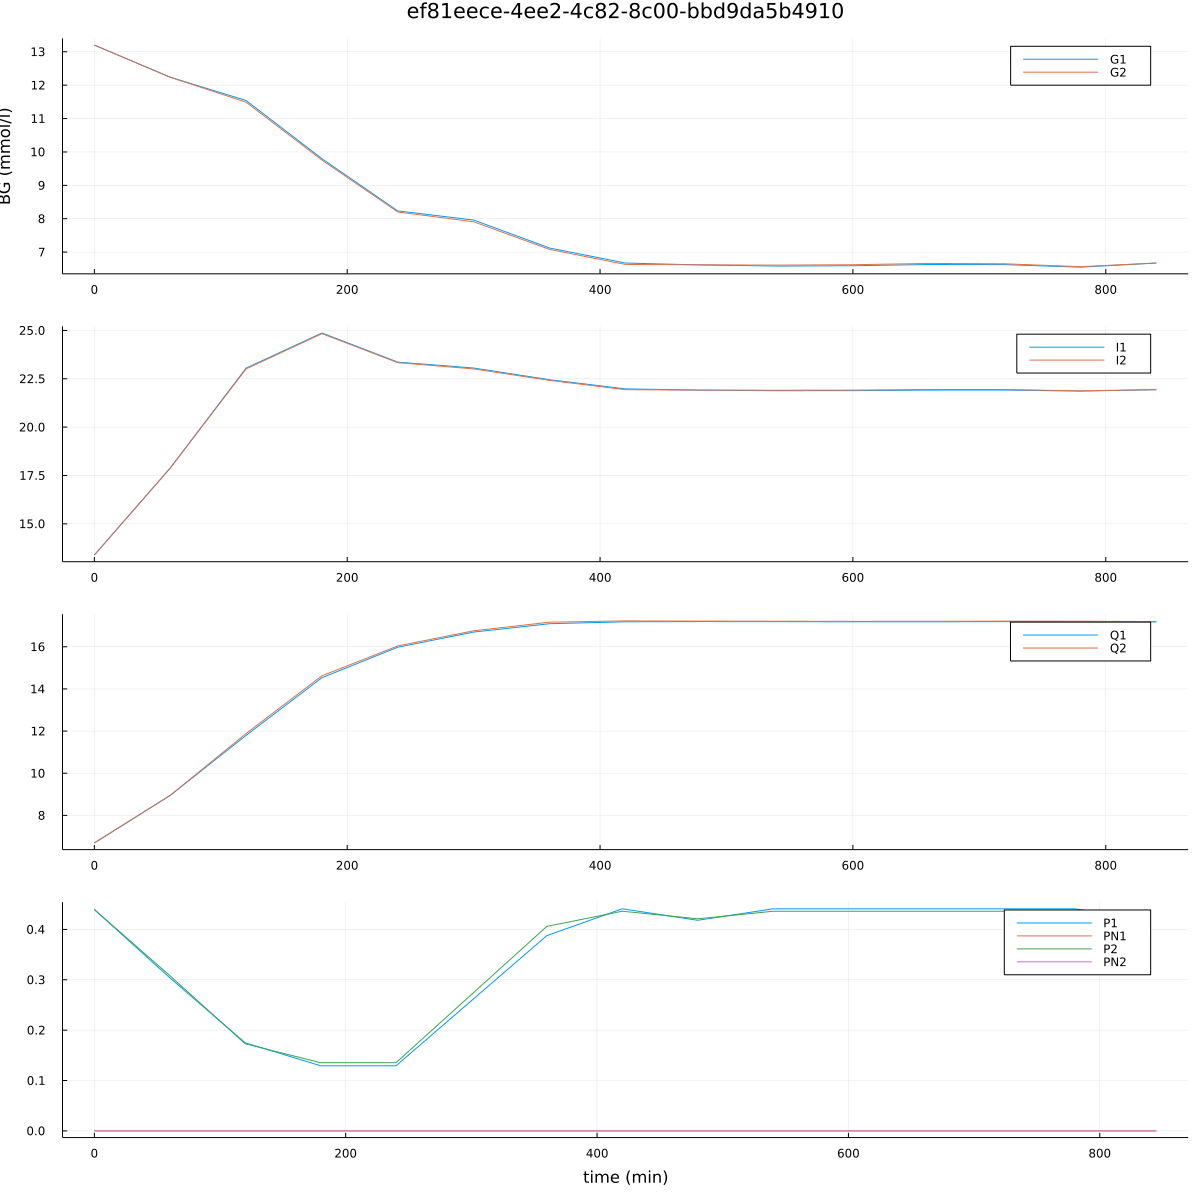 ef81eece-4ee2-4c82-8c00-bbd9da5b4910
BG (mmol/l)
13
12
11
10
9
8
7
G1
G2
0 200 400 600 800
25.0
22.5
20.0
17.5
15.0
I1
I2
0 200 400 600 800
16
14
12
10
8
Q1
Q2
0 200 400 600 800
0.4
0.3
0.2
0.1
0.0
P1
PN1
P2
PN2
0 200 400 600 800
time (min)